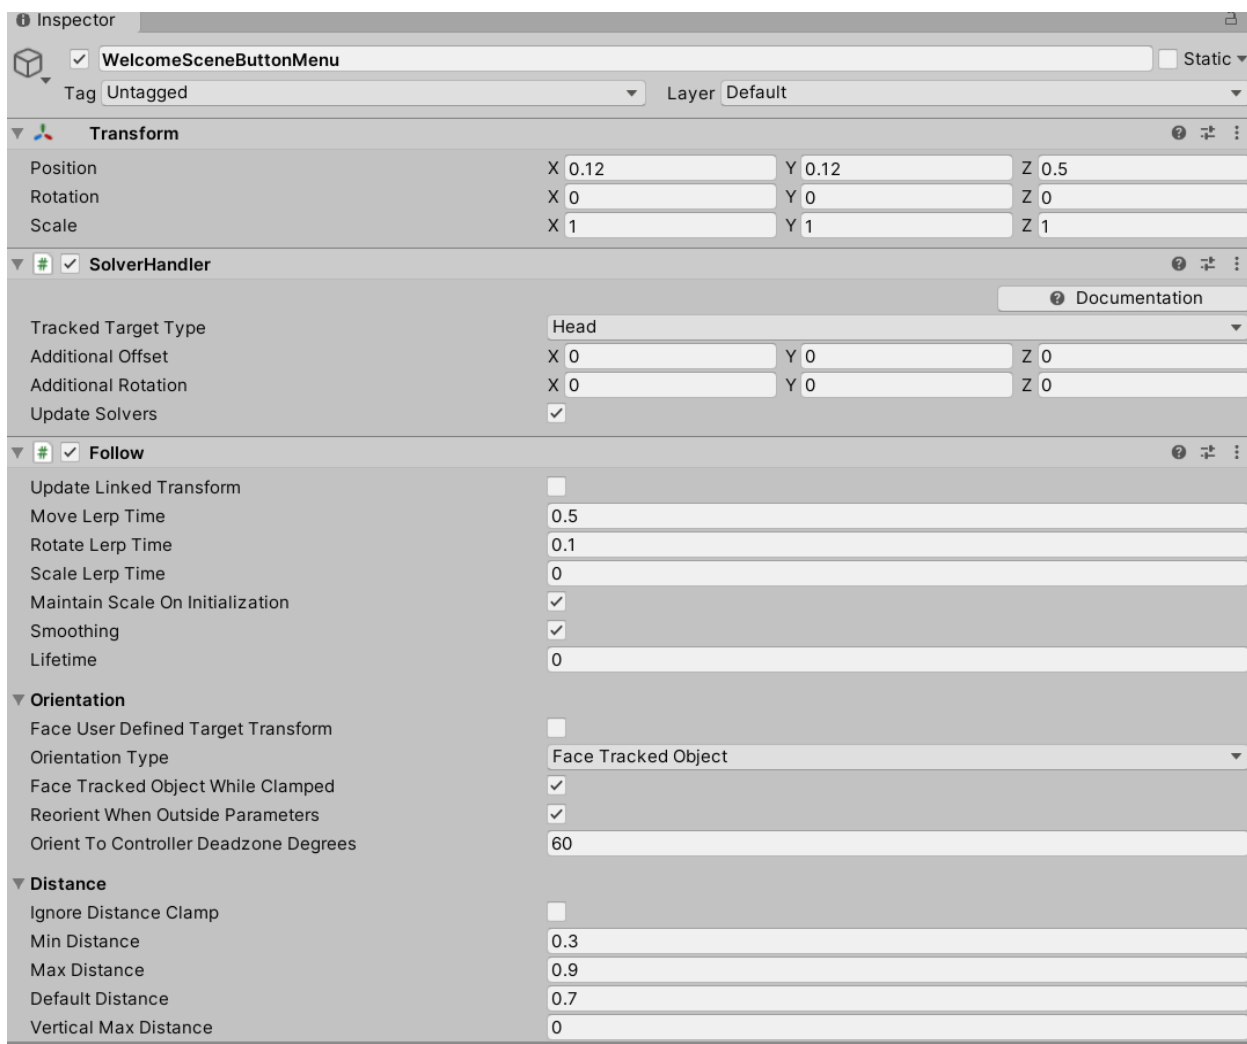 Inspector
WelcomeSceneButtonMenu Static
Tag Untagged Layer Default
Transform
Position X 0.12 Y 0.12 Z 0.5
Rotation X 0 Y 0 Z 0
Scale X 1 Y 1 Z 1
# SolverHandler
Documentation
Tracked Target Type Head
Additional Offset X 0 Y 0 Z 0
Additional Rotation X 0 Y 0 Z 0
Update Solvers
# Follow
Update Linked Transform
Move Lerp Time 0.5
Rotate Lerp Time 0.1
Scale Lerp Time 0
Maintain Scale On Initialization
Smoothing
Lifetime 0
Orientation
Face User Defined Target Transform
Orientation Type Face Tracked Object
Face Tracked Object While Clamped
Reorient When Outside Parameters
Orient To Controller Deadzone Degrees 60
Distance
Ignore Distance Clamp
Min Distance 0.3
Max Distance 0.9
Default Distance 0.7
Vertical Max Distance 0